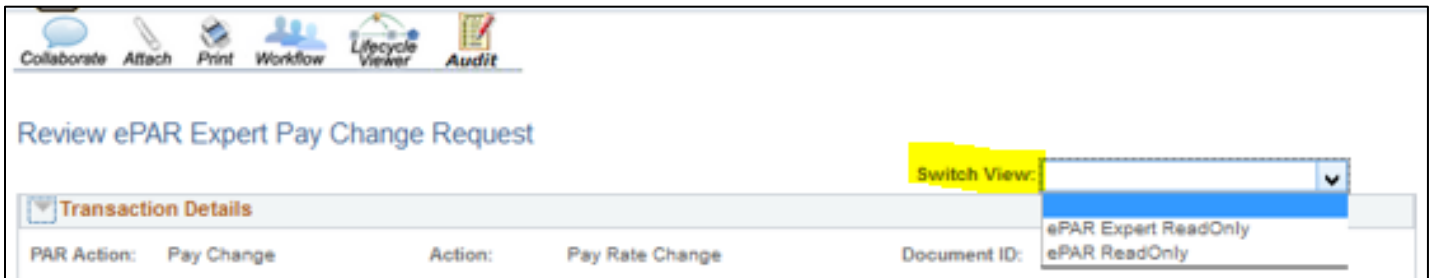 Collaborate Attach Print Workflow Lifecycle Viewer Audit
Review ePAR Expert Pay Change Request
Switch View:
Transaction Details
ePAR Expert ReadOnly
PAR Action: Pay Change Action: Pay Rate Change Document ID: ePAR ReadOnly